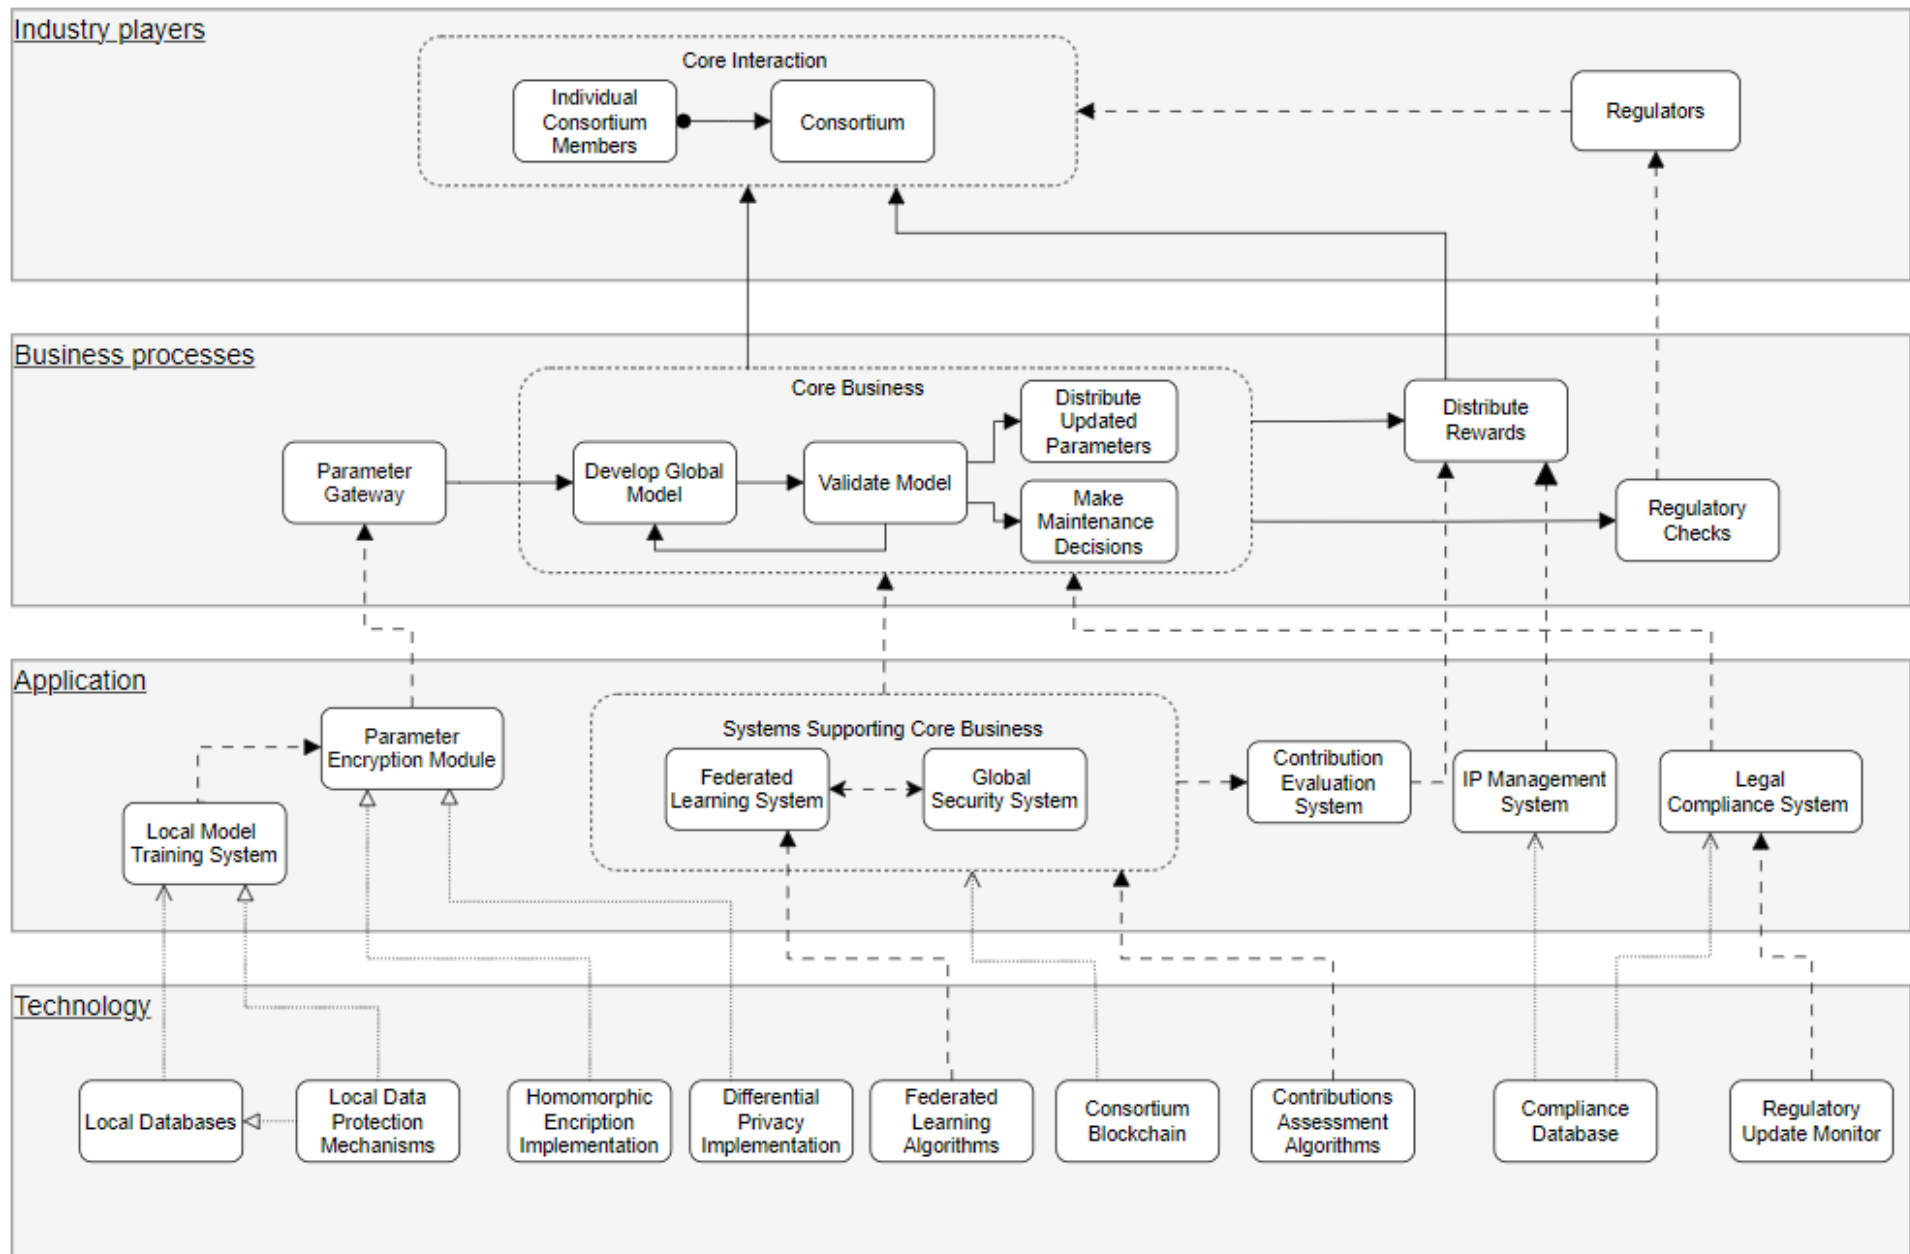 Industry players
Core Interaction
Individual
Consortium
Members
Consortium
Regulators
Business processes
Core Business
Distribute
Updated
Parameters
Distribute
Rewards
Parameter
Gateway
Develop Global
Model
Validate Model
Make
Maintenance
Decisions
Regulatory
Checks
Application
Parameter
Encryption Module
Systems Supporting Core Business
Federated
Learning System
Global
Security System
Contribution
Evaluation
System
IP Management
System
Legal
Compliance System
Local Model
Training System
Technology
Local Databases
Local Data
Protection
Mechanisms
Homomorphic
Encription
Implementation
Differential
Privacy
Implementation
Federated
Learning
Algorithms
Consortium
Blockchain
Contributions
Assessment
Algorithms
Compliance
Database
Regulatory
Update Monitor